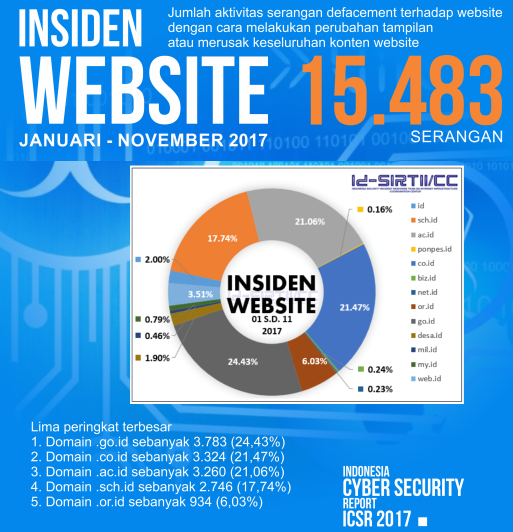 INSIDEN
Jumlah aktivitas serangan defacement terhadap website
dengan cara melakukan perubahan tampilan
atau merusak keseluruhan konten website
WEBSITE 15.483
JANUARI - NOVEMBER 2017
SERANGAN
Id-SIRTII/CC
21.06%
0.16%
17.74%
2.00%
3.51%
0.79%
0.46%
1.90%
24.43%
6.03%
0.24%
0.23%
21.47%
INSIDEN
WEBSITE
01 S.D. 11
2017
id
sch.id
ac.id
ponpes.id
co.id
biz.id
net.id
or.id
go.id
desa.id
mil.id
my.id
web.id
Lima peringkat terbesar
1. Domain .go.id sebanyak 3.783 (24,43%)
2. Domain .co.id sebanyak 3.324 (21,47%)
3. Domain .ac.id sebanyak 3.260 (21,06%)
4. Domain .sch.id sebanyak 2.746 (17,74%)
5. Domain .or.id sebanyak 934 (6,03%)
INDONESIA
CYBER SECURITY
REPORT
ICSR 2017